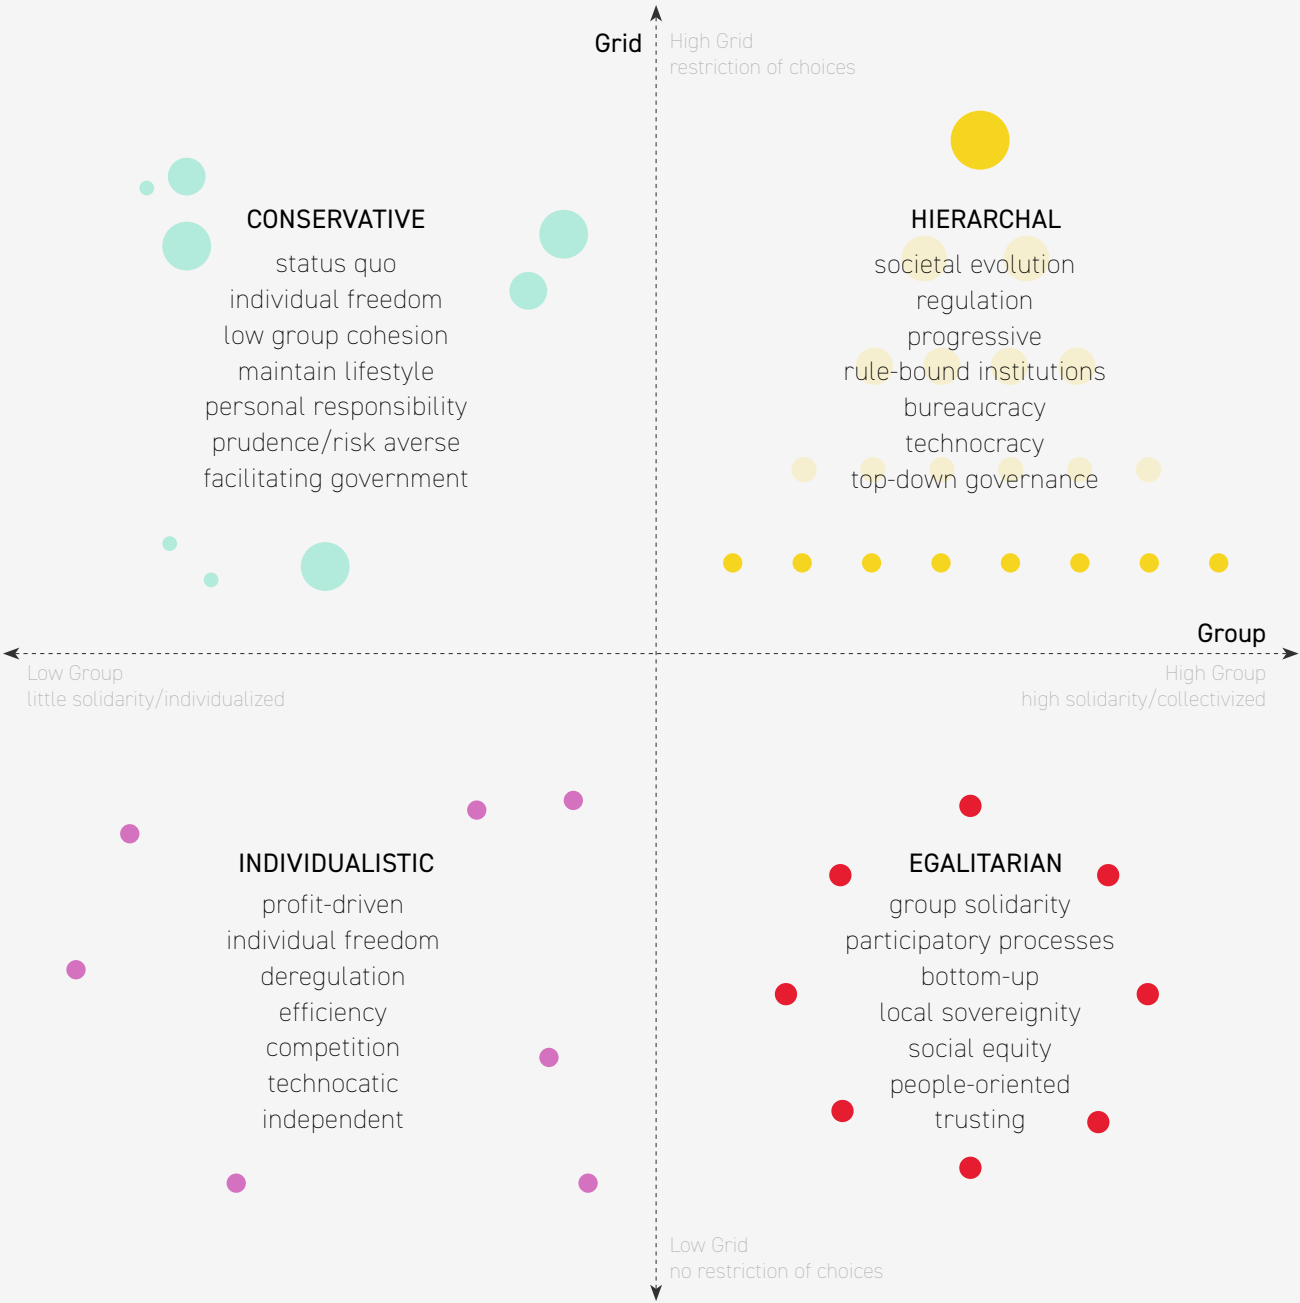 Grid
High Grid
restriction of choices
CONSERVATIVE
status quo
individual freedom
low group cohesion
maintain lifestyle
personal responsibility
prudence/risk averse
facilitating government
HIERARCHAL
societal evolution
regulation
progressive
rule-bound institutions
bureaucracy
technocracy
top-down governance
Group
Low Group
little solidarity/individualized
High Group
high solidarity/collectivized
INDIVIDUALISTIC
profit-driven
individual freedom
deregulation
efficiency
competition
technocatic
independent
EGALITARIAN
group solidarity
participatory processes
bottom-up
local sovereignity
social equity
people-oriented
trusting
Low Grid
no restriction of choices